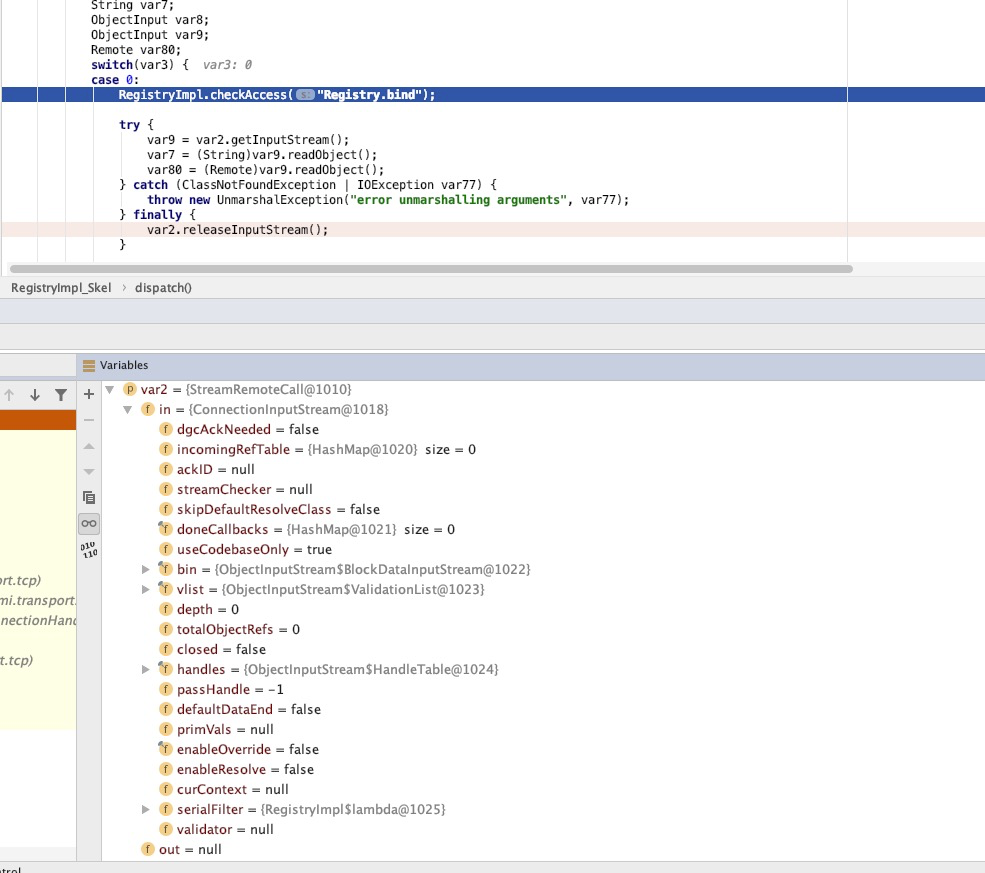 String var7;
ObjectInput var8;
ObjectInput var9;
Remote var80;
switch(var3) { var3: 0
case 0:
RegistryImpl.checkAccess( s: "Registry.bind");
try {
var9 = var2.getInputStream();
var7 = (String)var9.readObject();
var80 = (Remote)var9.readObject();
} catch (ClassNotFoundException | IOException var77) {
throw new UnmarshalException("error unmarshalling arguments", var77);
} finally {
var2.releaseInputStream();
}
RegistryImpl_Skel › dispatch()
Variables
p var2 = {StreamRemoteCall@1010}
f in = {ConnectionInputStream@1018}
f dgcAckNeeded = false
f incomingRefTable = {HashMap@1020} size = 0
f ackID = null
f streamChecker = null
f skipDefaultResolveClass = false
f doneCallbacks = {HashMap@1021} size = 0
f useCodebaseOnly = true
f bin = {ObjectInputStream$BlockDataInputStream@1022}
f vlist = {ObjectInputStream$ValidationList@1023}
f depth = 0
f totalObjectRefs = 0
f closed = false
f handles = {ObjectInputStream$HandleTable@1024}
f passHandle = -1
f defaultDataEnd = false
f primVals = null
f enableOverride = false
f enableResolve = false
f curContext = null
f serialFilter = {RegistryImpl$lambda@1025}
f validator = null
f out = null
ort.tcp)
mi.transport.
nectionHand
t.tcp)